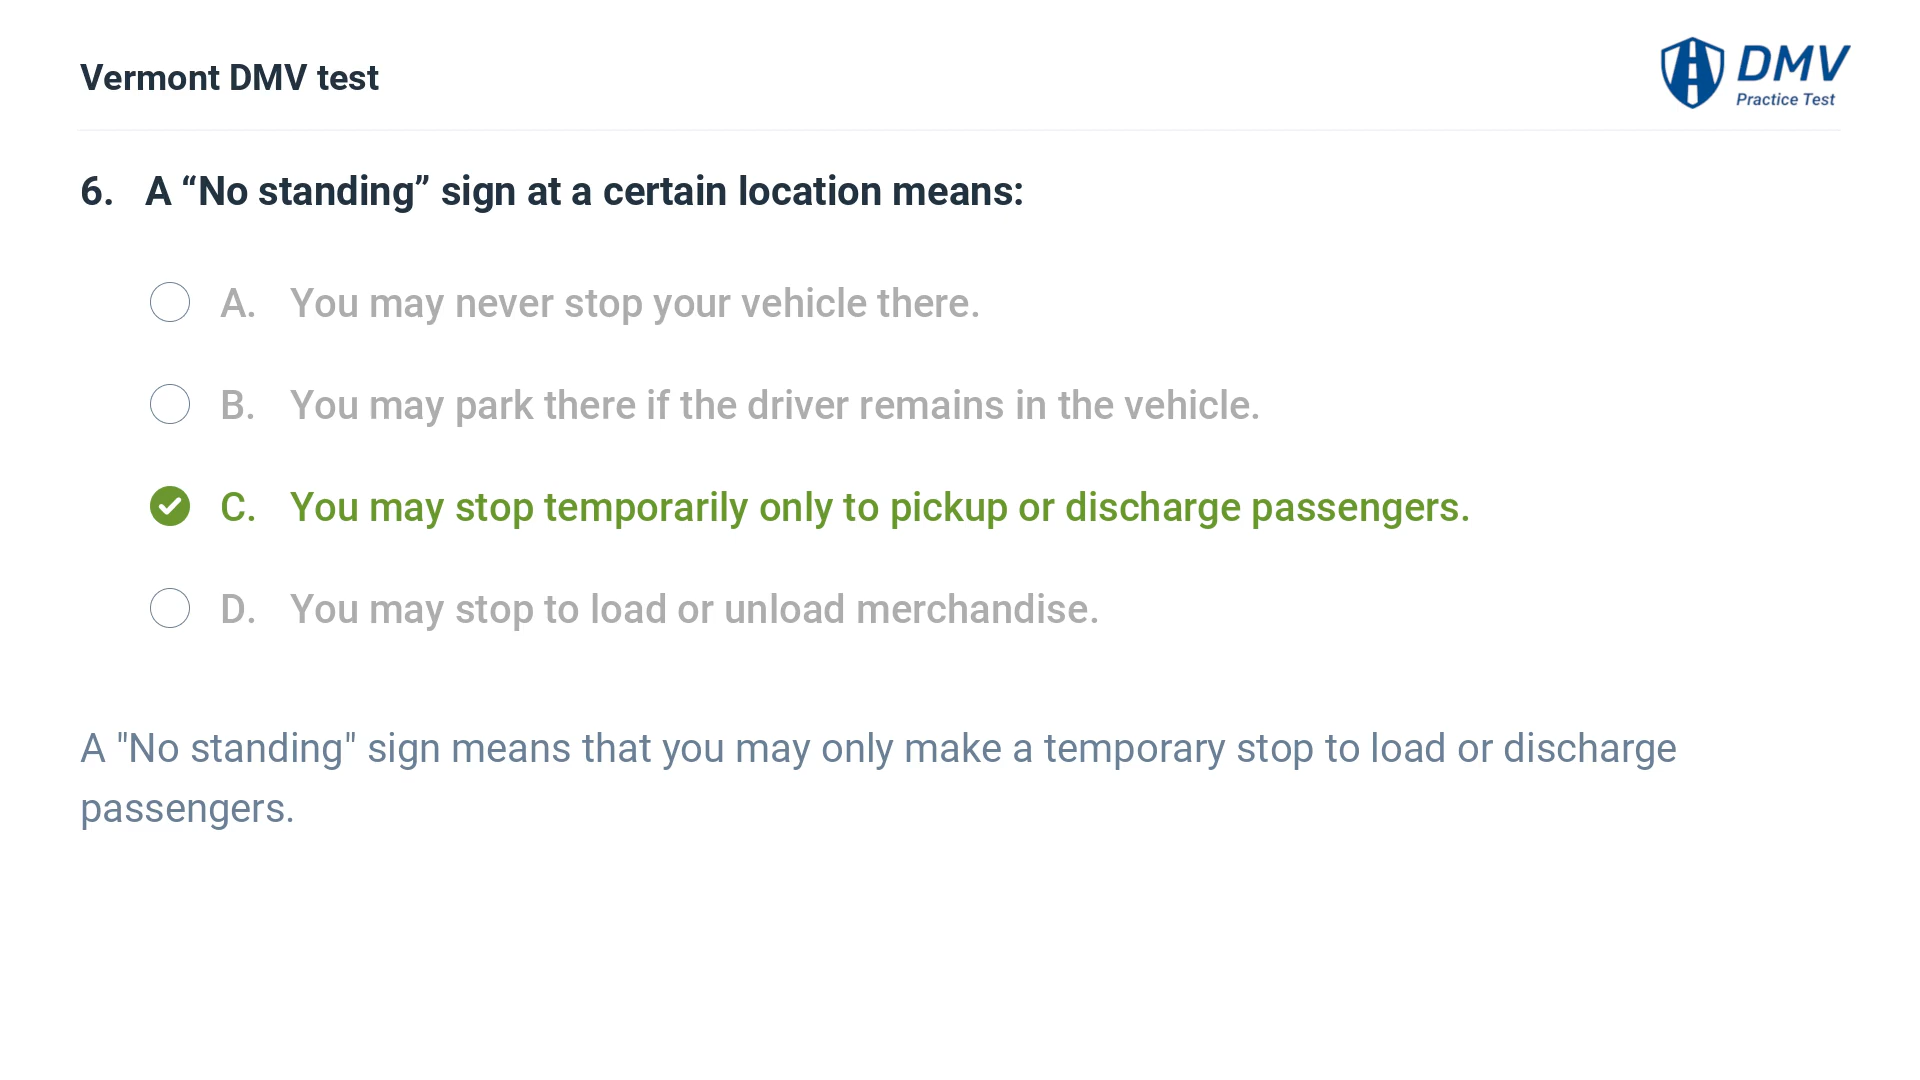 Vermont DMV test
DMV
Practice Test
6. A “No standing” sign at a certain location means:
A. You may never stop your vehicle there.
B. You may park there if the driver remains in the vehicle.
C. You may stop temporarily only to pickup or discharge passengers.
D. You may stop to load or unload merchandise.
A "No standing" sign means that you may only make a temporary stop to load or discharge
passengers.